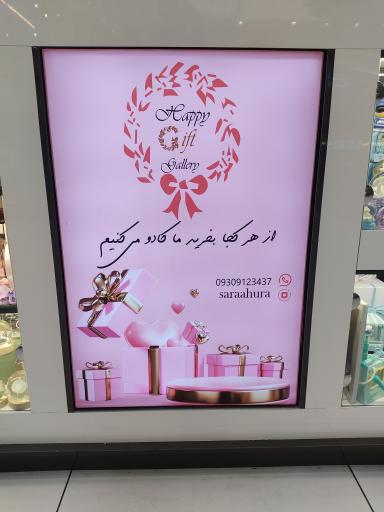 Happy
Gift
Gallery
از هر کجا بخرید ما کادو می‌کنیم
09309123437
saraahura